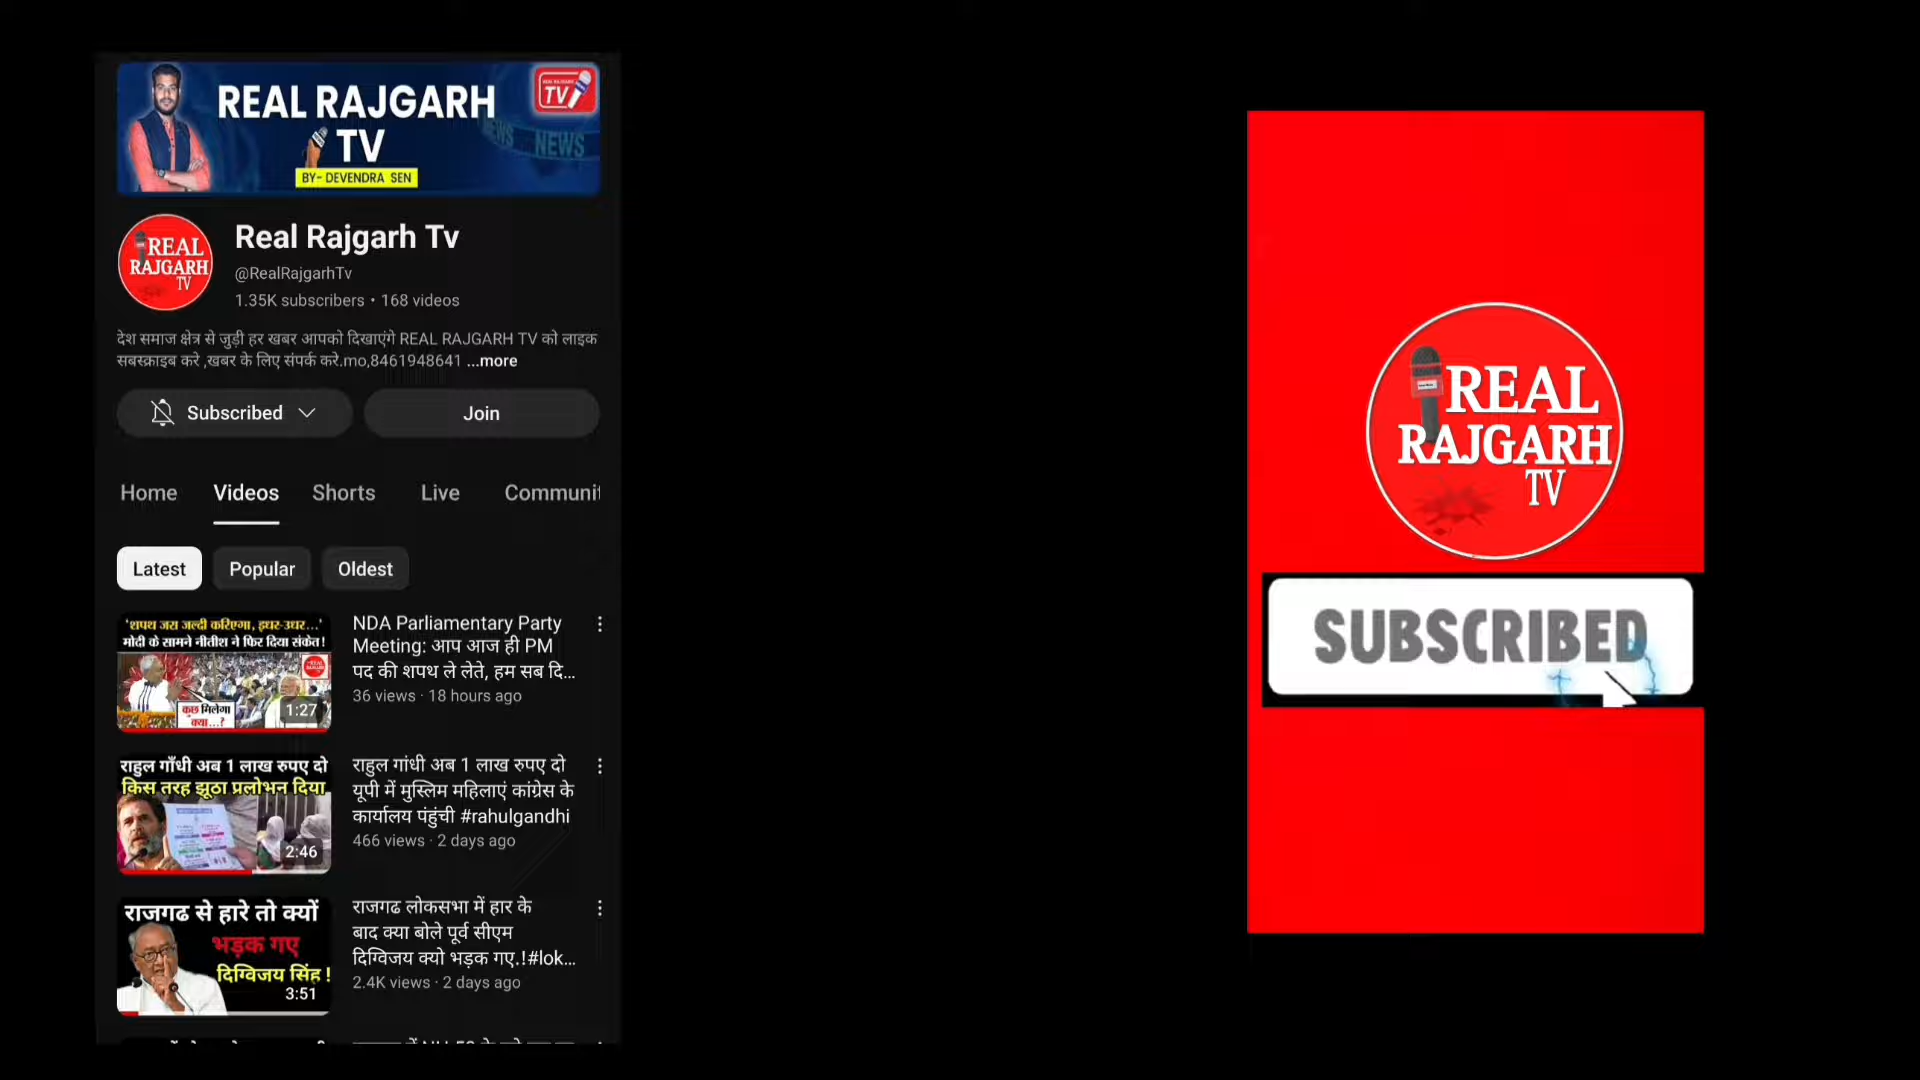 REAL RAJGARH
TV
BY- DEVENDRA SEN
REAL RAJGARH
TV
NEWS
NEWS
REAL
RAJGARH
TV
Real Rajgarh Tv
@RealRajgarhTv
1.35K subscribers • 168 videos
देश समाज क्षेत्र से जुड़ी हर खबर आपको दिखाएंगे REAL RAJGARH TV को लाइक
सबस्क्राइब करे ,खबर के लिए संपर्क करे.mo,8461948641 ...more
Subscribed
Join
Home Videos Shorts Live Communit
Latest Popular Oldest
'शपथ जरा जल्दी करिएगा, इधर-उधर...'
मोदी के सामने नीतीश ने फिर दिया संकेत!
कुछ मिलेगा
क्या...?
1:27
NDA Parliamentary Party
Meeting: आप आज ही PM
पद की शपथ ले लेते, हम सब दि...
36 views · 18 hours ago
राहुल गाँधी अब 1 लाख रुपए दो
किस तरह झूठा प्रलोभन दिया
2:46
राहुल गांधी अब 1 लाख रुपए दो
यूपी में मुस्लिम महिलाएं कांग्रेस के
कार्यालय पंहुंची #rahulgandhi
466 views · 2 days ago
राजगढ से हारे तो क्यों
भड़क गए
दिग्विजय सिंह !
3:51
राजगढ लोकसभा में हार के
बाद क्या बोले पूर्व सीएम
दिग्विजय क्यो भड़क गए.!#lok...
2.4K views · 2 days ago
REAL
RAJGARH
TV
SUBSCRIBED